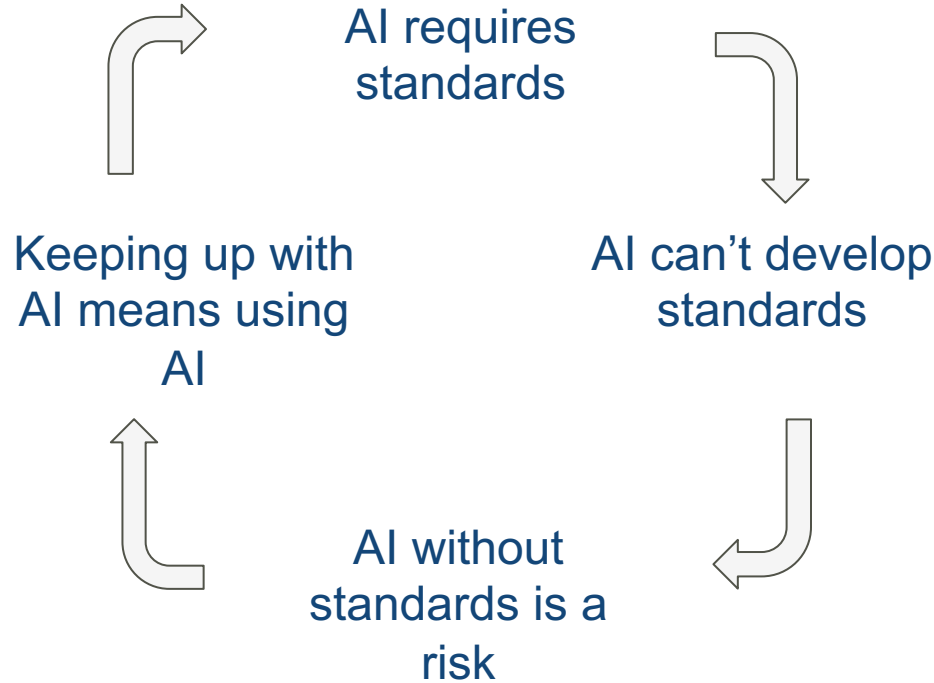 AI requires
standards
AI can’t develop
standards
AI without
standards is a
risk
Keeping up with
AI means using
AI